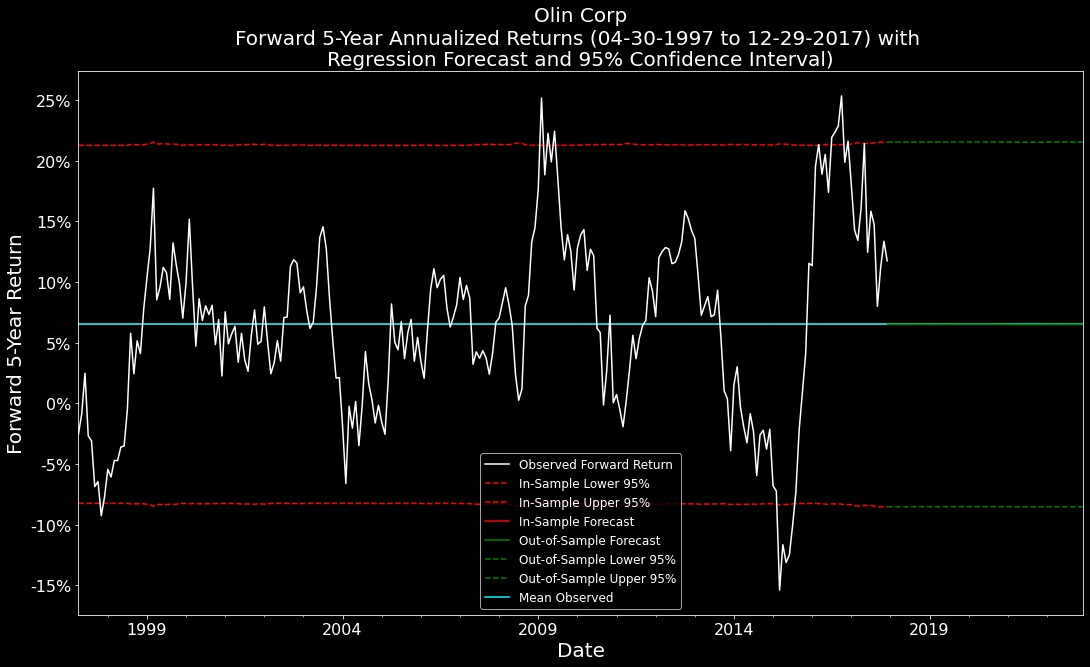 Olin Corp
Forward 5-Year Annualized Returns (04-30-1997 to 12-29-2017) with
Regression Forecast and 95% Confidence Interval)
Forward 5-Year Return
25%
20%
15%
10%
5%
0%
-5%
-10%
-15%
Observed Forward Return
In-Sample Lower 95%
In-Sample Upper 95%
In-Sample Forecast
Out-of-Sample Forecast
Out-of-Sample Lower 95%
Out-of-Sample Upper 95%
Mean Observed
1999 2004 2009 2014 2019
Date